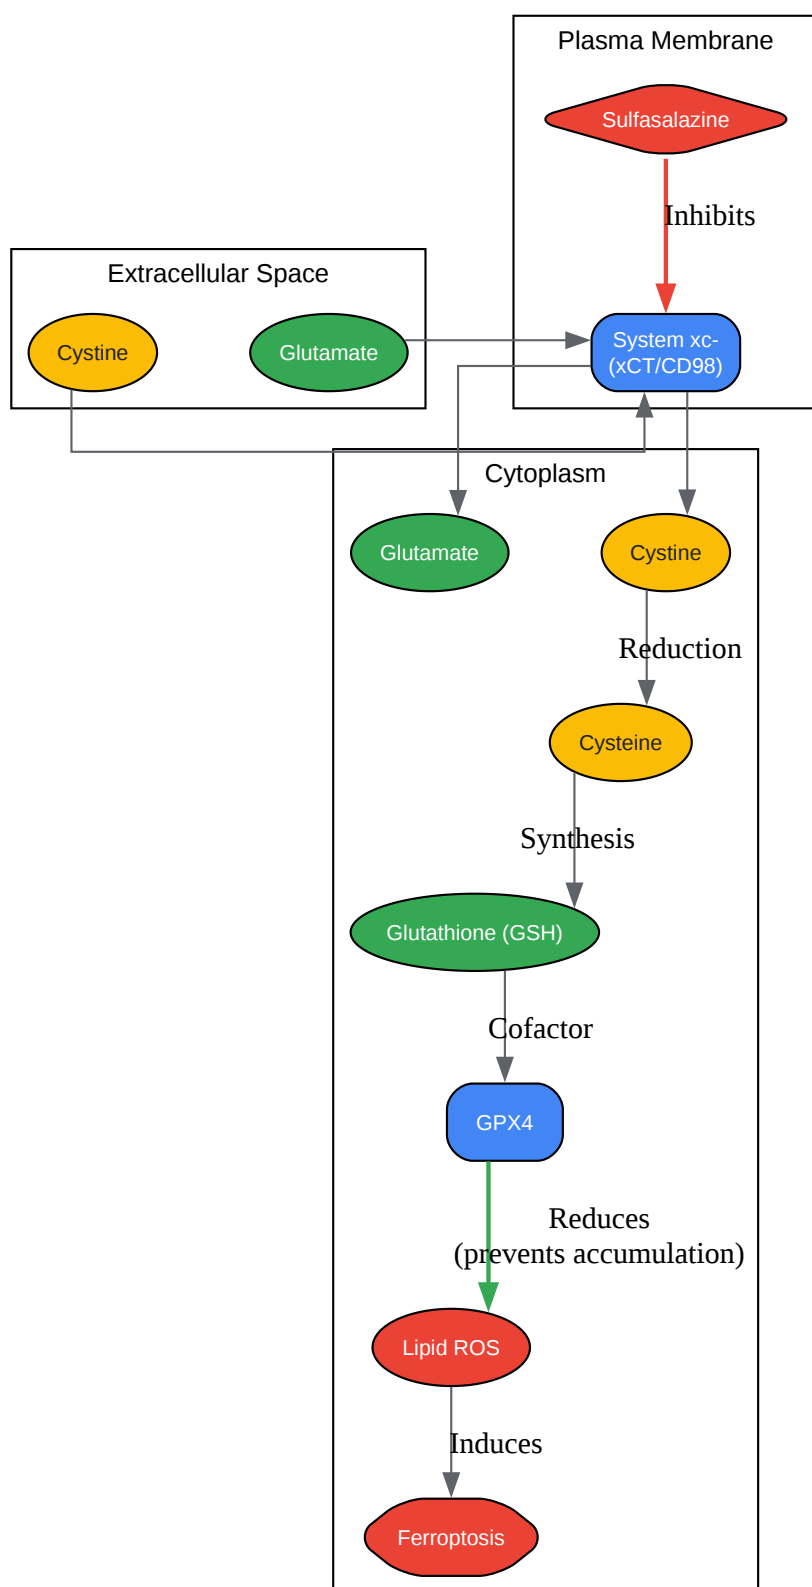 Plasma Membrane
Sulfasalazine
Inhibits
Extracellular Space
Cystine
Glutamate
System xc-
(xCT/CD98)
Cytoplasm
Glutamate
Cystine
Reduction
Cysteine
Synthesis
Glutathione (GSH)
Cofactor
GPX4
Reduces
(prevents accumulation)
Lipid ROS
Induces
Ferroptosis